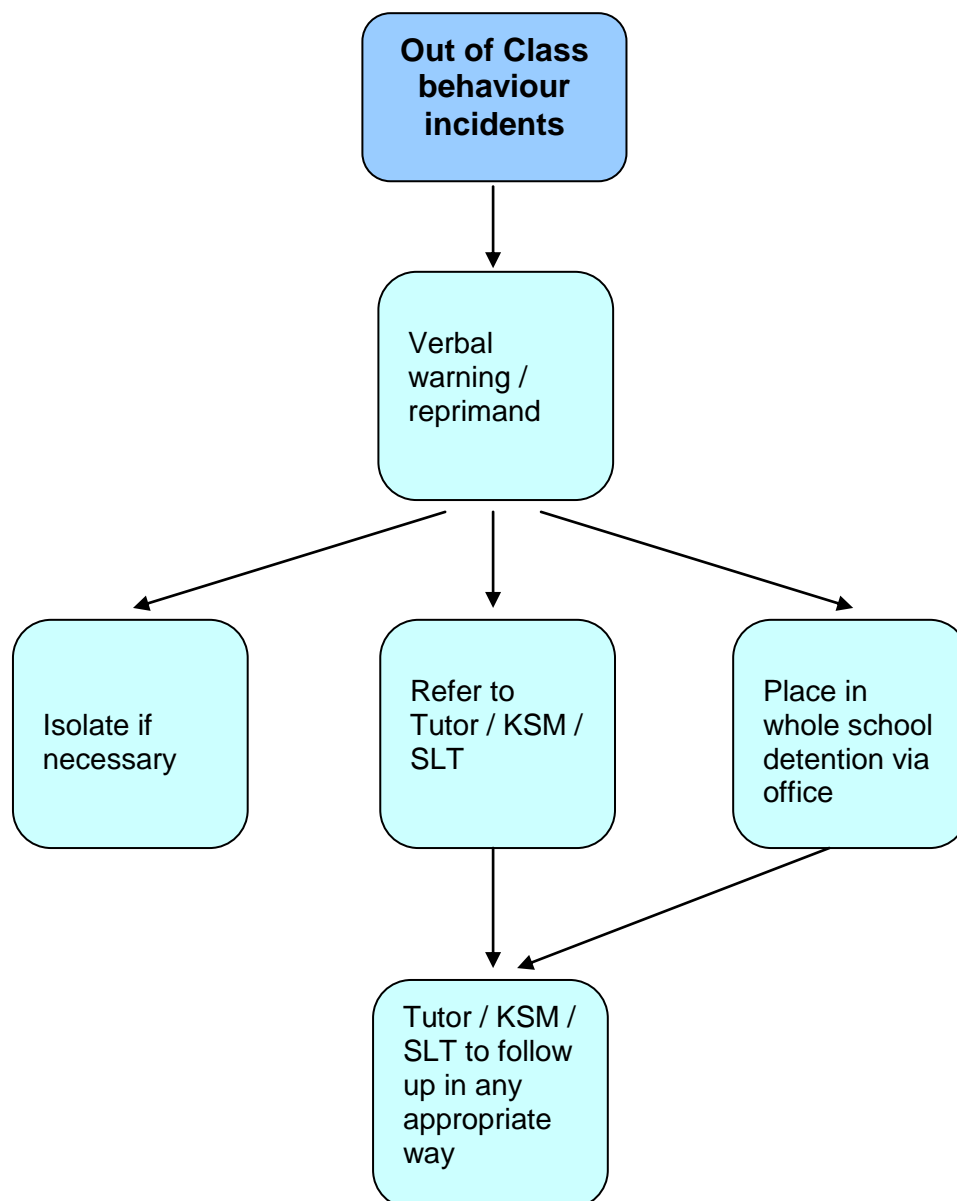 Out of Class
behaviour
incidents
Verbal
warning /
reprimand
Isolate if
necessary
Refer to
Tutor / KSM /
SLT
Place in
whole school
detention via
office
Tutor / KSM /
SLT to follow
up in any
appropriate
way